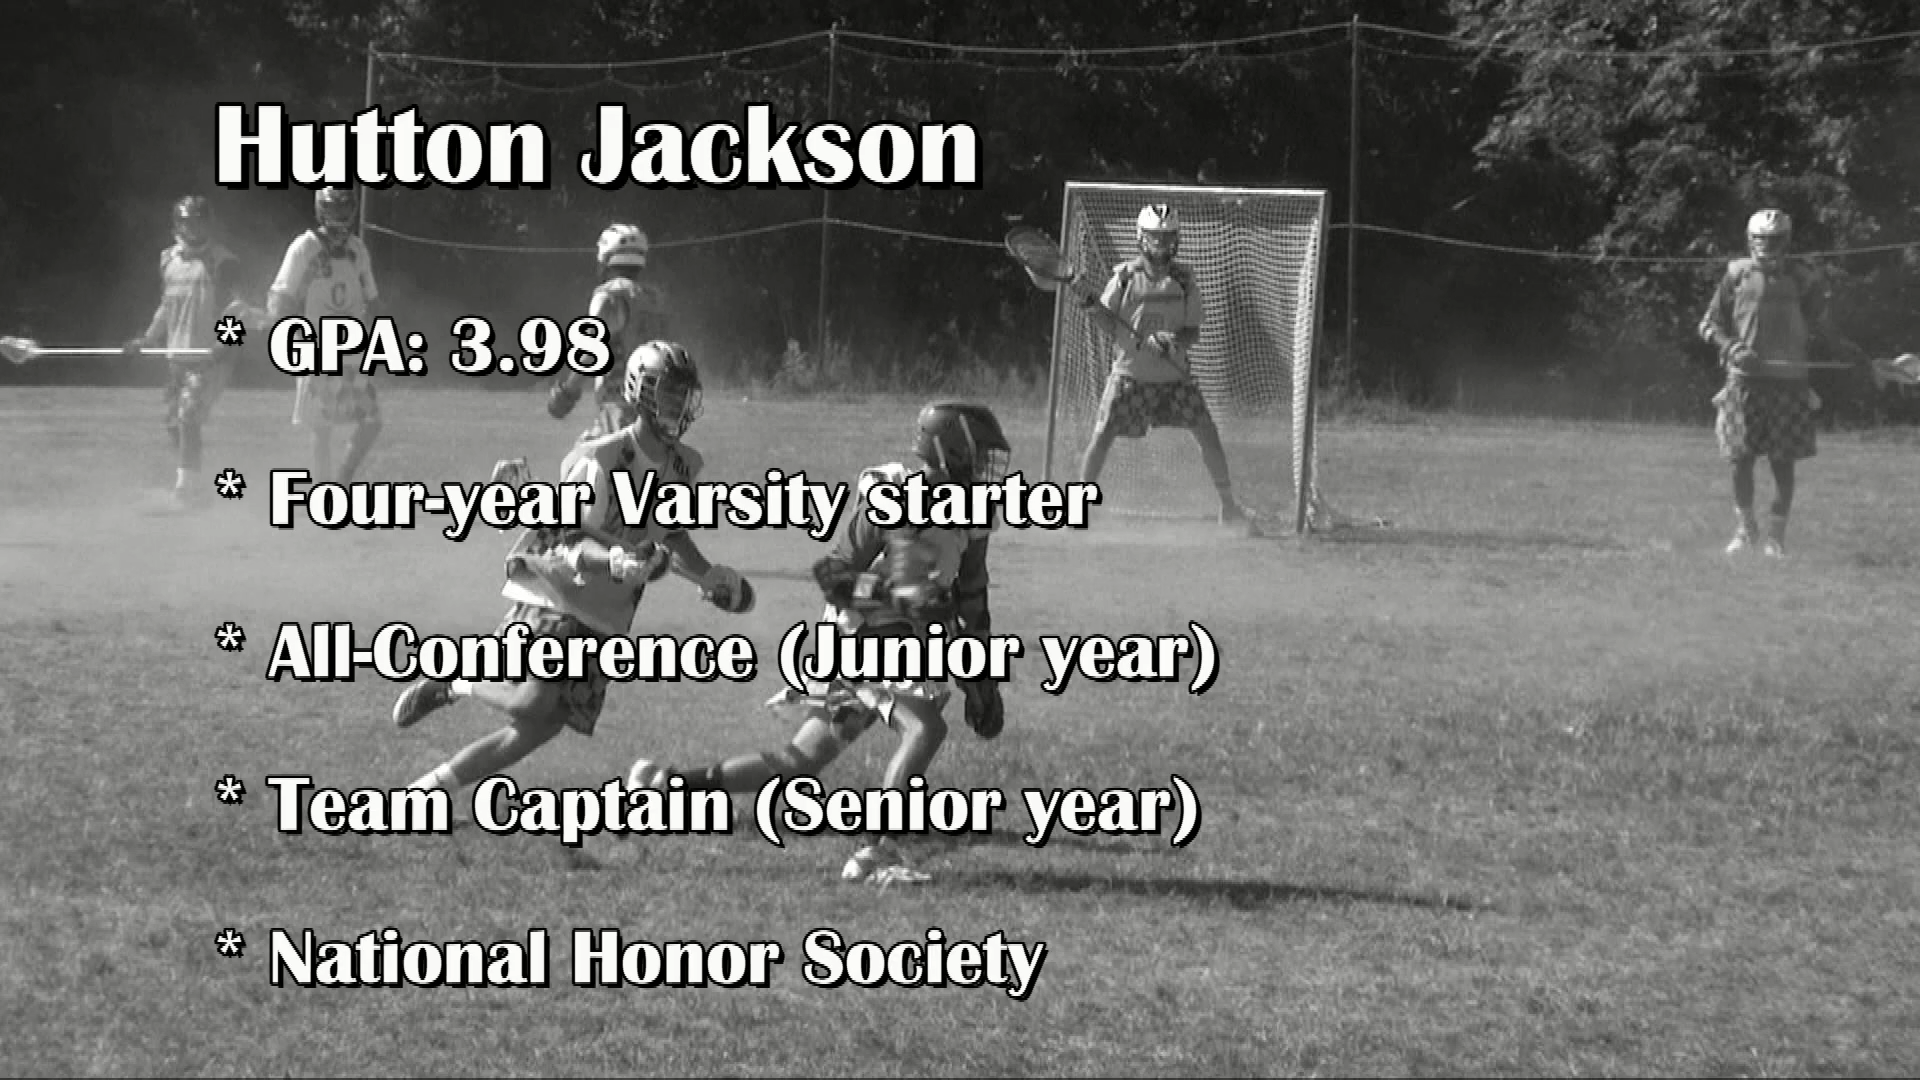 Hutton Jackson
* GPA: 3.98
* Four-year Varsity starter
* All-Conference (Junior year)
* Team Captain (Senior year)
* National Honor Society